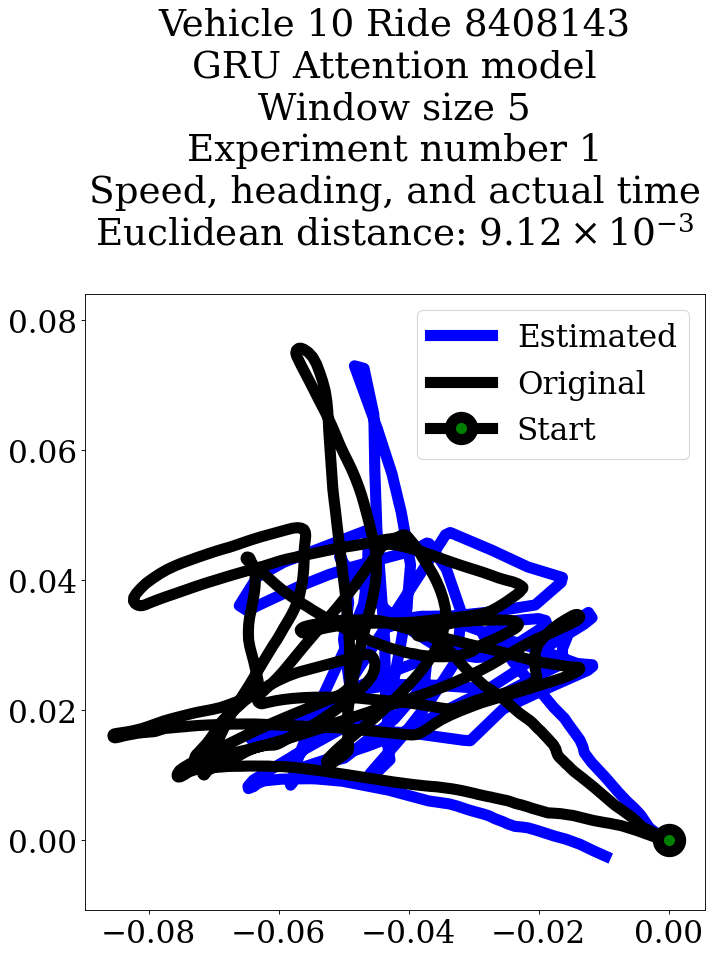 Vehicle 10 Ride 8408143
GRU Attention model
Window size 5
Experiment number 1
Speed, heading, and actual time
Euclidean distance: 9.12 × 10⁻³
Estimated
Original
Start
0.08
0.06
0.04
0.02
0.00
−0.08 −0.06 −0.04 −0.02 0.00